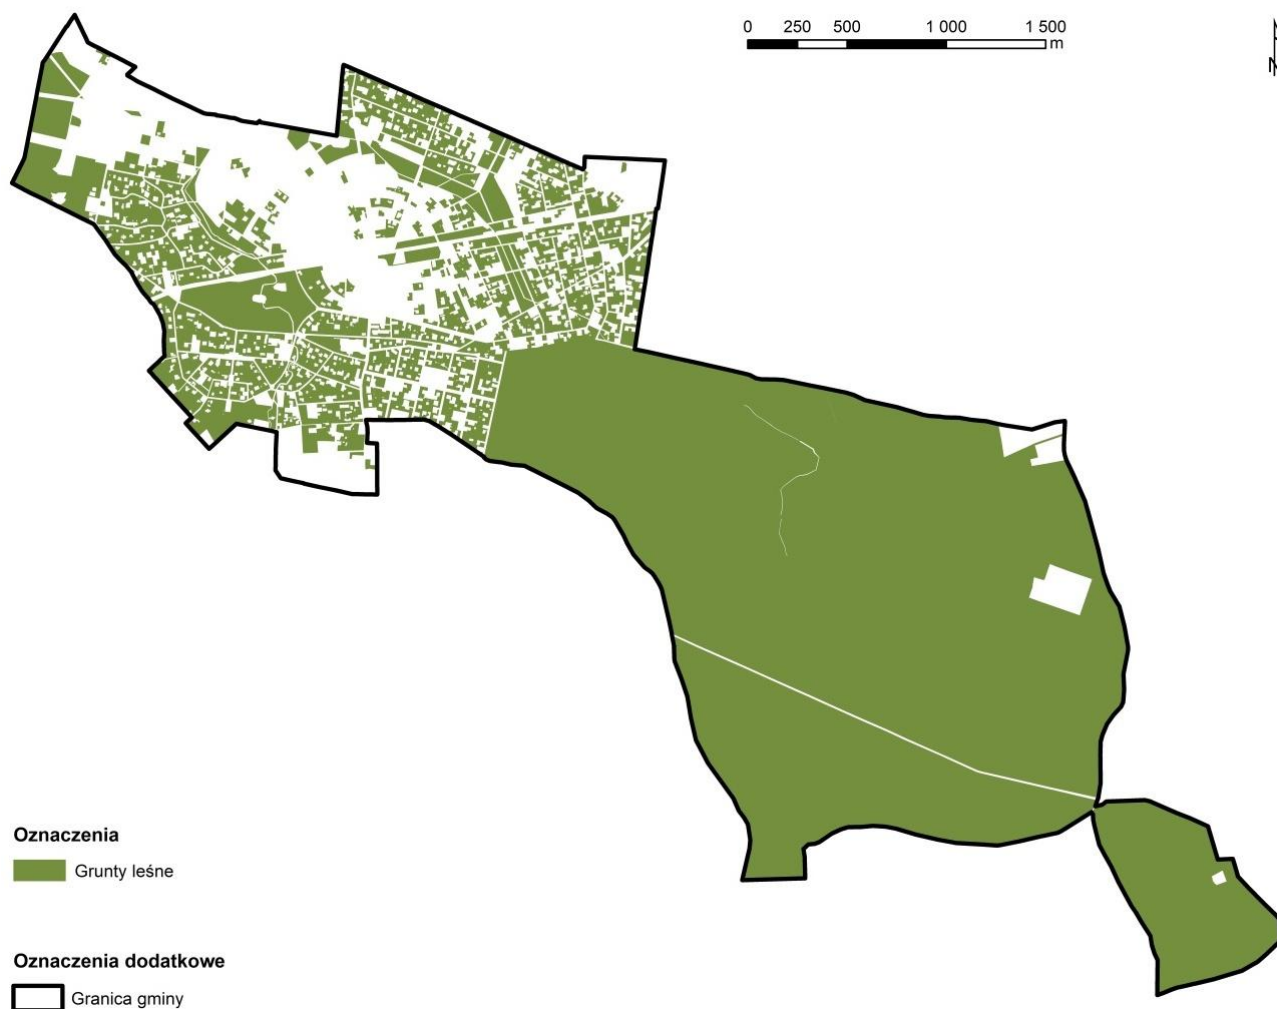 0 250 500 1 000 1 500
m
N
Oznaczenia
Grunty leśne
Oznaczenia dodatkowe
Granica gminy